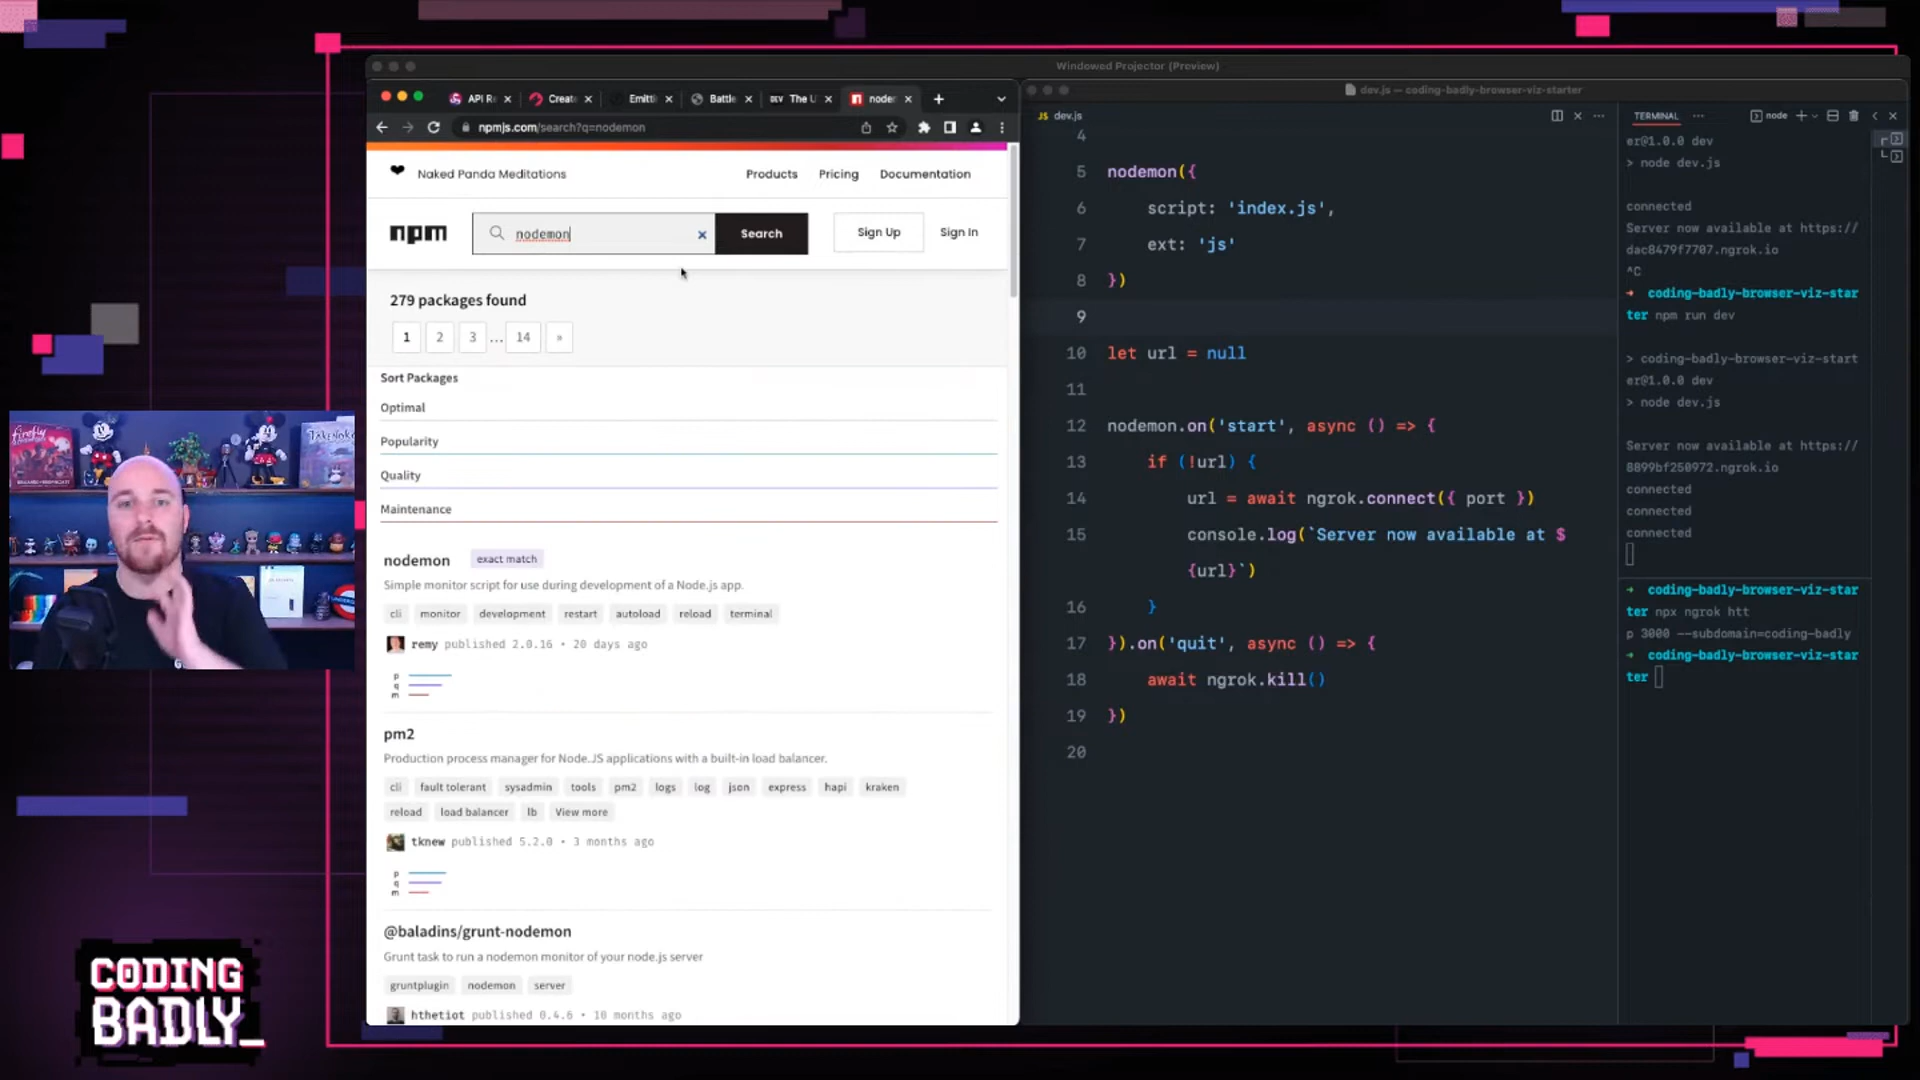 Windowed Projector (Preview)
API Re
Create
Emitti
Battle
DEV The U
noder
npmjs.com/search?q=nodemon
Naked Panda Meditations
Products
Pricing
Documentation
npm
nodemon
Search
Sign Up
Sign In
279 packages found
1
2
3
...
14
»
Sort Packages
Optimal
Popularity
Quality
Maintenance
nodemon
exact match
Simple monitor script for use during development of a Node.js app.
cli monitor development restart autoload reload terminal
remy published 2.0.16 • 20 days ago
p
q
m
pm2
Production process manager for Node.JS applications with a built-in load balancer.
cli fault tolerant sysadmin tools pm2 logs log json express hapi kraken
reload load balancer lb View more
tknew published 5.2.0 • 3 months ago
p
q
m
@baladins/grunt-nodemon
Grunt task to run a nodemon monitor of your node.js server
gruntplugin nodemon server
hthetiot published 0.4.6 • 10 months ago
dev.js — coding-badly-browser-viz-starter
JS dev.js
4
5 nodemon({
6 script: 'index.js',
7 ext: 'js'
8 })
9
10 let url = null
11
12 nodemon.on('start', async () => {
13 if (!url) {
14 url = await ngrok.connect({ port })
15 console.log(`Server now available at $
{url}`)
16 }
17 }).on('quit', async () => {
18 await ngrok.kill()
19 })
20
TERMINAL
node
er@1.0.0 dev
> node dev.js
connected
Server now available at https://
dac8479f7707.ngrok.io
^C
→ coding-badly-browser-viz-star
ter npm run dev
> coding-badly-browser-viz-start
er@1.0.0 dev
> node dev.js
Server now available at https://
8899bf250972.ngrok.io
connected
connected
connected
→ coding-badly-browser-viz-star
ter npx ngrok htt
p 3000 --subdomain=coding-badly
→ coding-badly-browser-viz-star
ter
firefly
TAKENOKO
CODING
BADLY_